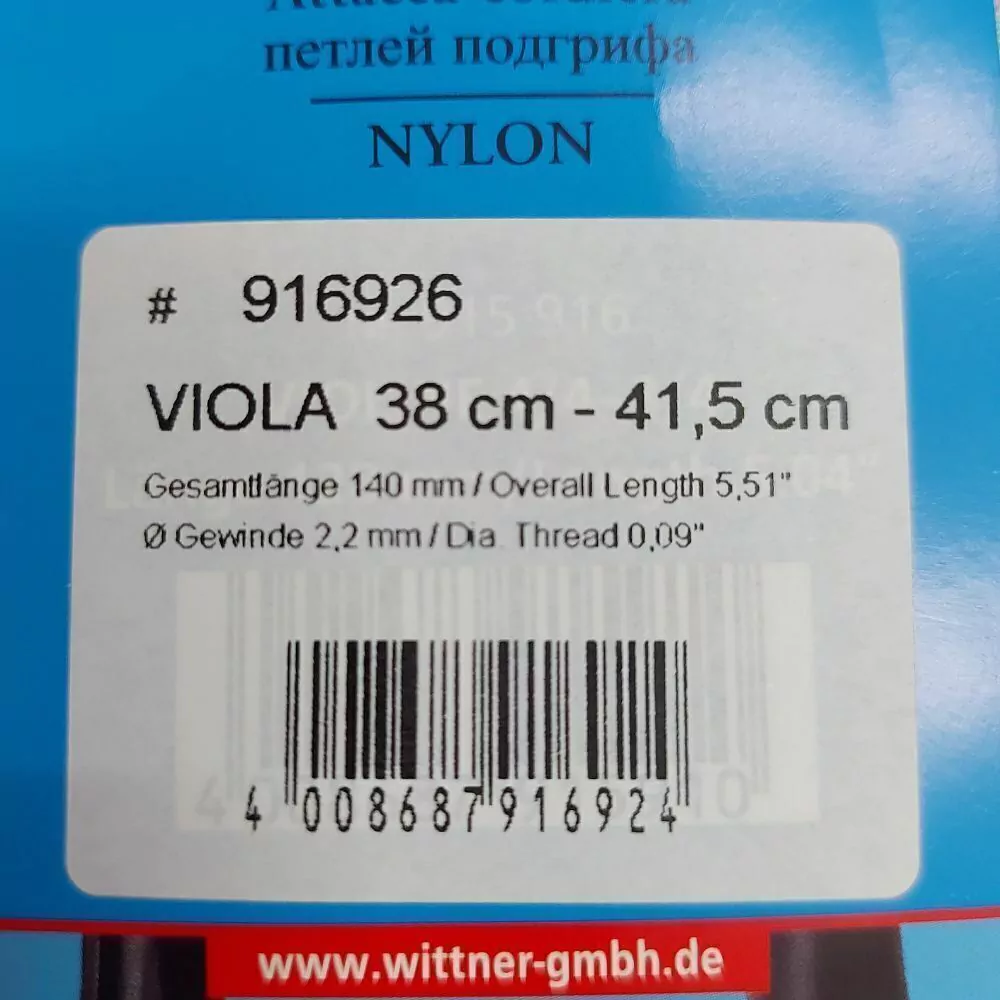 петлей подгрифа
NYLON
# 916926
VIOLA 38 cm - 41,5 cm
Gesamtlänge 140 mm / Overall Length 5,51"
Ø Gewinde 2,2 mm / Dia. Thread 0,09"
4 008687 916924
www.wittner-gmbh.de